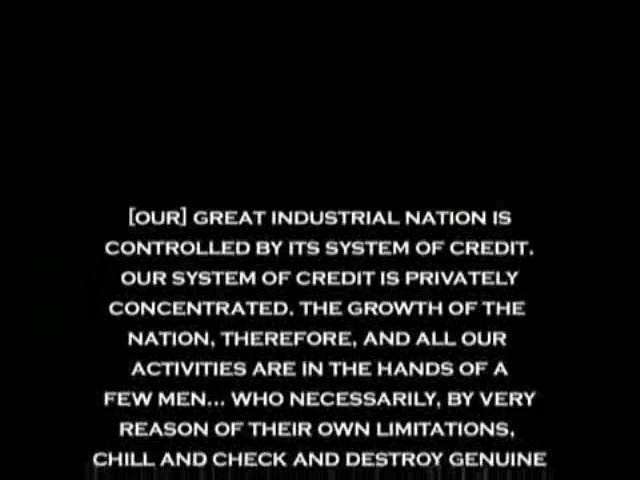 [OUR] GREAT INDUSTRIAL NATION IS
CONTROLLED BY ITS SYSTEM OF CREDIT.
OUR SYSTEM OF CREDIT IS PRIVATELY
CONCENTRATED. THE GROWTH OF THE
NATION, THEREFORE, AND ALL OUR
ACTIVITIES ARE IN THE HANDS OF A
FEW MEN... WHO NECESSARILY, BY VERY
REASON OF THEIR OWN LIMITATIONS,
CHILL AND CHECK AND DESTROY GENUINE